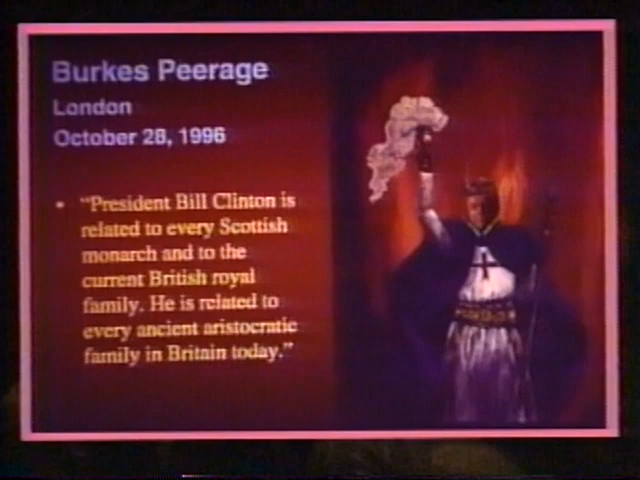 Burkes Peerage
London
October 28, 1996
• “President Bill Clinton is
related to every Scottish
monarch and to the
current British royal
family. He is related to
every ancient aristocratic
family in Britain today.”